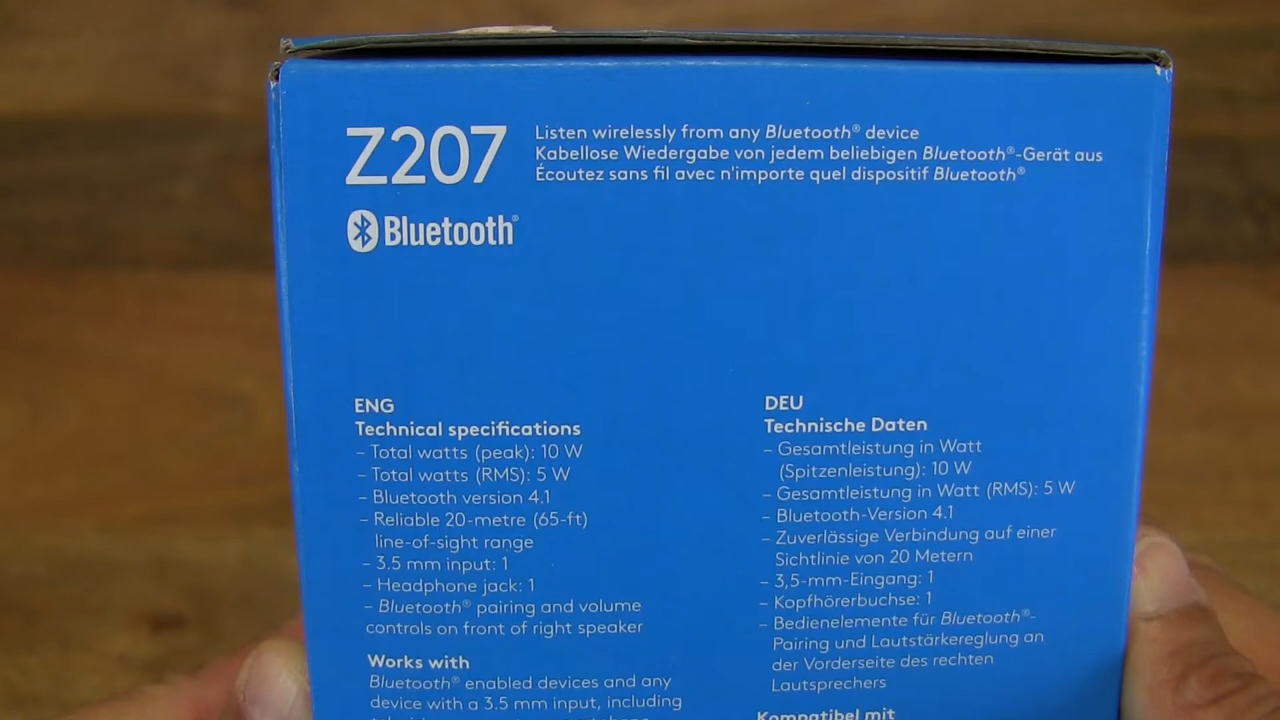 Z207
Listen wirelessly from any Bluetooth® device
Kabellose Wiedergabe von jedem beliebigen Bluetooth®-Gerät aus
Écoutez sans fil avec n'importe quel dispositif Bluetooth®
Bluetooth®
ENG
Technical specifications
– Total watts (peak): 10 W
– Total watts (RMS): 5 W
– Bluetooth version 4.1
– Reliable 20-metre (65-ft)
line-of-sight range
– 3.5 mm input: 1
– Headphone jack: 1
– Bluetooth® pairing and volume
controls on front of right speaker
Works with
Bluetooth® enabled devices and any
device with a 3.5 mm input, including
DEU
Technische Daten
– Gesamtleistung in Watt
(Spitzenleistung): 10 W
– Gesamtleistung in Watt (RMS): 5 W
– Bluetooth-Version 4.1
– Zuverlässige Verbindung auf einer
Sichtlinie von 20 Metern
– 3,5-mm-Eingang: 1
– Kopfhörerbuchse: 1
– Bedienelemente für Bluetooth®-
Pairing und Lautstärkereglung an
der Vorderseite des rechten
Lautsprechers
Kompatibel mit